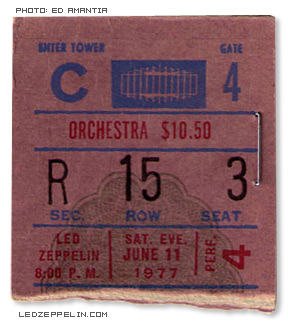 PHOTO: ED AMANTIA
ENTER TOWER GATE
C 4
ORCHESTRA $10.50
R 15 3
SEC. ROW SEAT
LED SAT. EVE. PERF.
ZEPPELIN JUNE 11 4
8:00 P.M. 1977
LEDZEPPELIN.COM